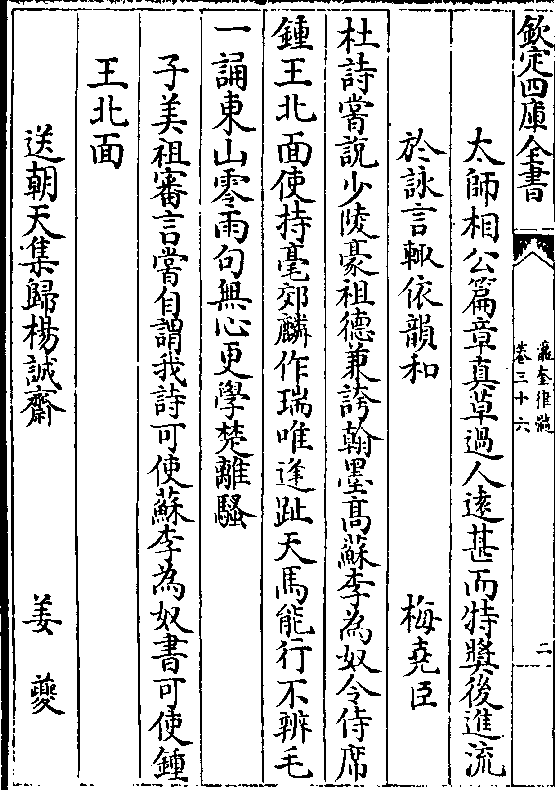 欽定四庫全書
瀛奎律髓
卷三十六
二
太師相公篇章真草過人逺甚而特奬後進流
於詠言輙依韻和 梅堯臣
杜詩嘗說少陵豪祖德兼誇翰墨髙蘇李為奴令侍席
鍾王北面使持毫郊麟作瑞唯逢趾天馬能行不辨毛
一誦東山零雨句無心更學楚離騷
子美祖審言嘗自謂我詩可使蘇李為奴書可使鍾
王北面
送朝天集歸楊誠齋 姜夔